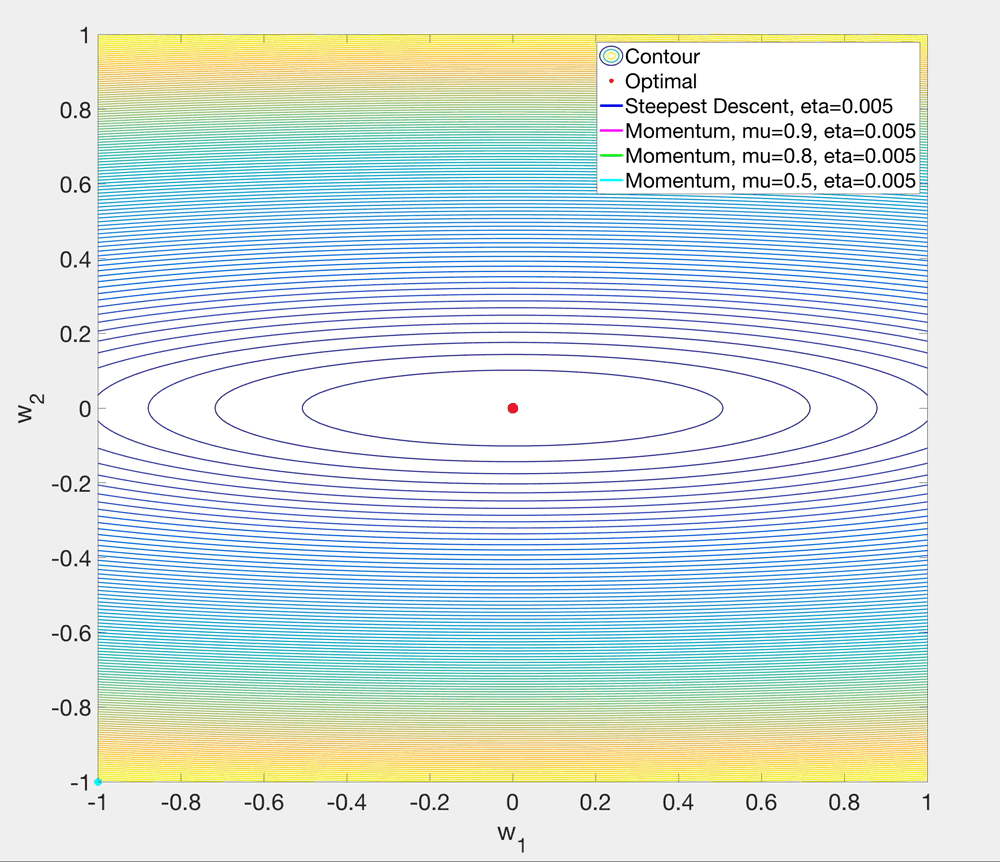 1
0.8
0.6
0.4
0.2
0
-0.2
-0.4
-0.6
-0.8
-1
w2
Contour
Optimal
Steepest Descent, eta=0.005
Momentum, mu=0.9, eta=0.005
Momentum, mu=0.8, eta=0.005
Momentum, mu=0.5, eta=0.005
-1 -0.8 -0.6 -0.4 -0.2 0 0.2 0.4 0.6 0.8 1
w1